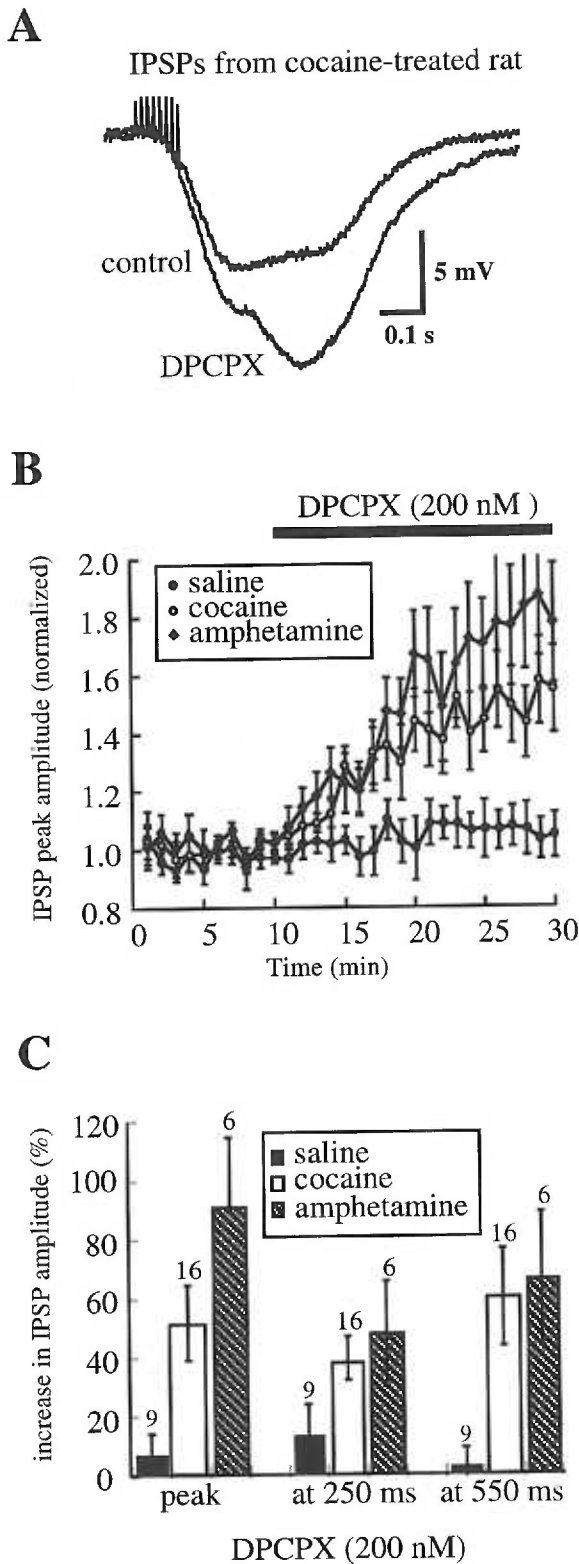 A
IPSPs from cocaine-treated rat
control
5 mV
0.1 s
DPCPX
B
DPCPX (200 nM )
IPSP peak amplitude (normalized)
2.0
1.8
1.6
1.4
1.2
1.0
0.8
saline
cocaine
amphetamine
0 5 10 15 20 25 30
Time (min)
C
increase in IPSP amplitude (%)
120
100
80
60
40
20
0
saline
cocaine
amphetamine
9 16 6
9 16 6
9 16 6
peak at 250 ms at 550 ms
DPCPX (200 nM)